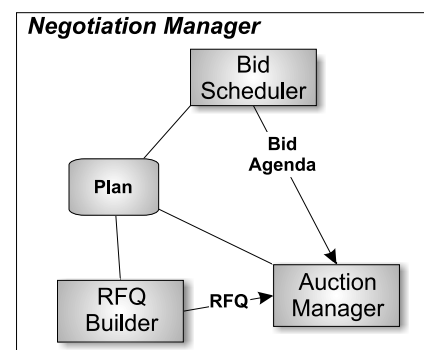 Negotiation Manager
Bid
Scheduler
Bid
Agenda
Plan
RFQ
Builder
RFQ
Auction
Manager